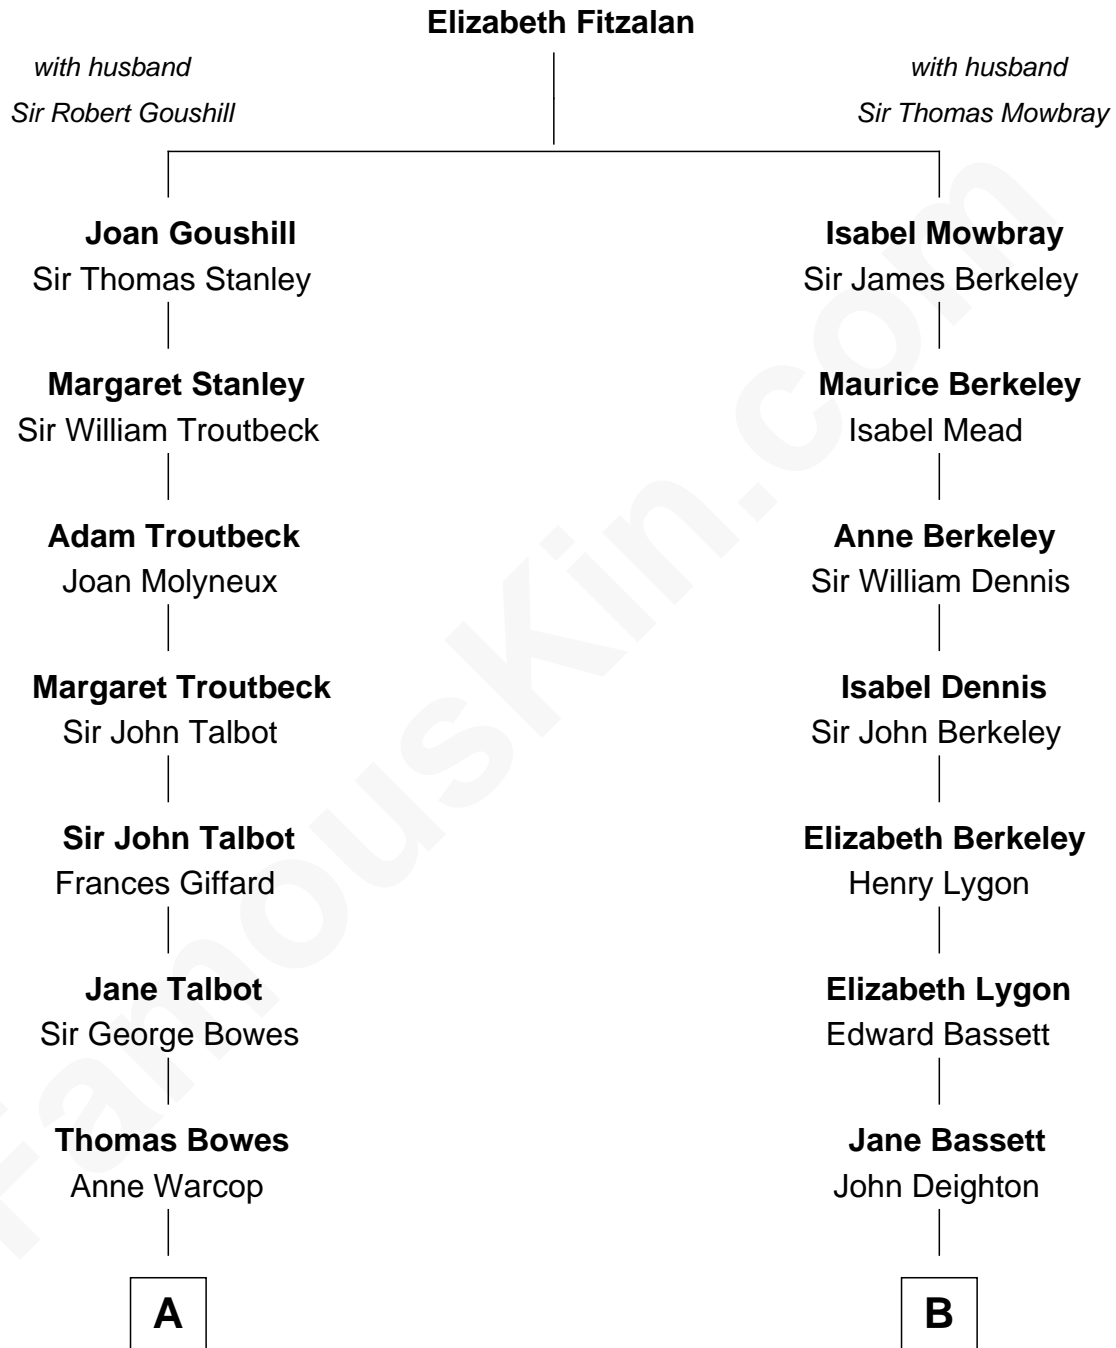 Elizabeth Fitzalan
with husband
Sir Robert Goushill
with husband
Sir Thomas Mowbray
Joan Goushill
Sir Thomas Stanley
Isabel Mowbray
Sir James Berkeley
Margaret Stanley
Sir William Troutbeck
Maurice Berkeley
Isabel Mead
Adam Troutbeck
Joan Molyneux
Anne Berkeley
Sir William Dennis
Margaret Troutbeck
Sir John Talbot
Isabel Dennis
Sir John Berkeley
Sir John Talbot
Frances Giffard
Elizabeth Berkeley
Henry Lygon
Jane Talbot
Sir George Bowes
Elizabeth Lygon
Edward Bassett
Thomas Bowes
Anne Warcop
Jane Bassett
John Deighton
A
B
FamousKin.com